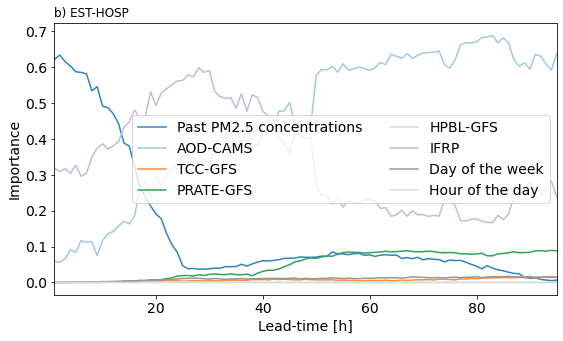 b) EST-HOSP
0.7
0.6
0.5
0.4
0.3
0.2
0.1
0.0
Importance
Past PM2.5 concentrations
AOD-CAMS
TCC-GFS
PRATE-GFS
HPBL-GFS
IFRP
Day of the week
Hour of the day
20
40
60
80
Lead-time [h]